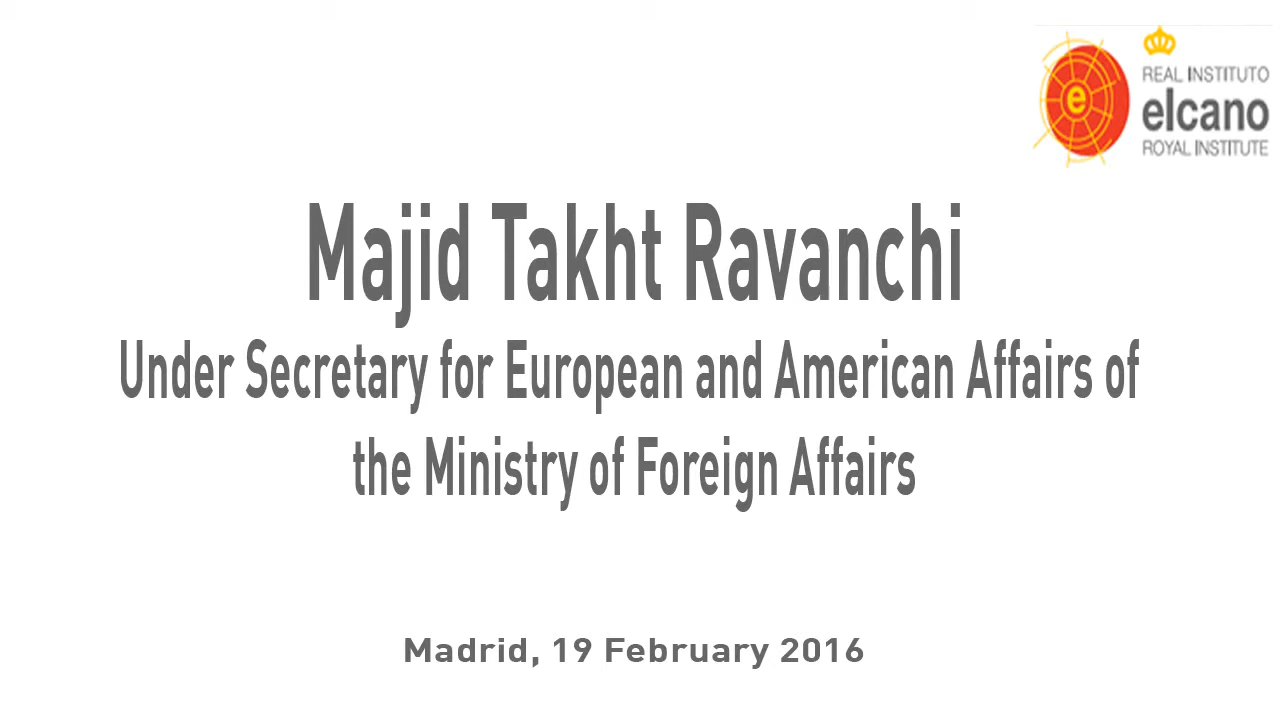 e
REAL INSTITUTO
elcano
ROYAL INSTITUTE
Majid Takht Ravanchi
Under Secretary for European and American Affairs of
the Ministry of Foreign Affairs
Madrid, 19 February 2016